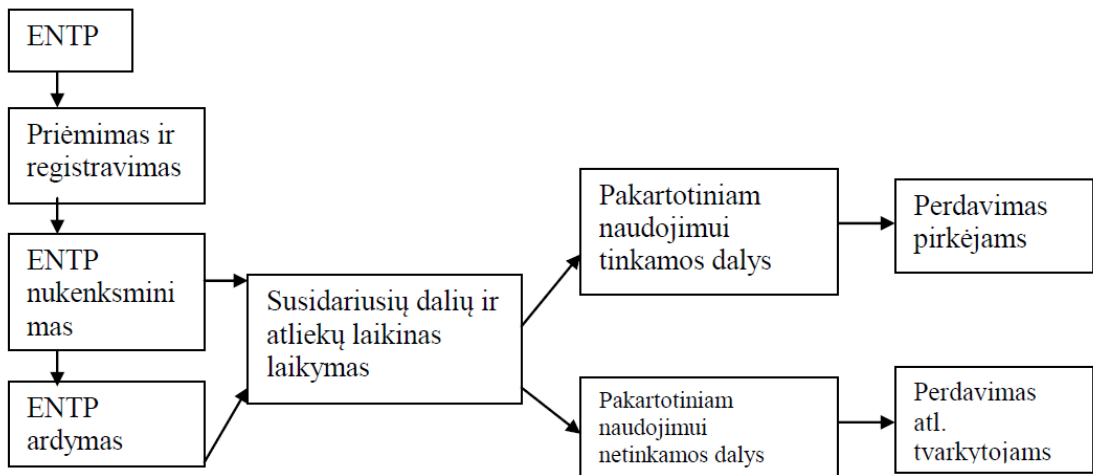 ENTP
Priėmimas ir
registravimas
ENTP
nukenksmini
mas
ENTP
ardymas
Susidariusių dalių ir
atliekų laikinas
laikymas
Pakartotiniam
naudojimui
tinkamos dalys
Perdavimas
pirkėjams
Pakartotiniam
naudojimui
netinkamos dalys
Perdavimas
atl.
tvarkytojams